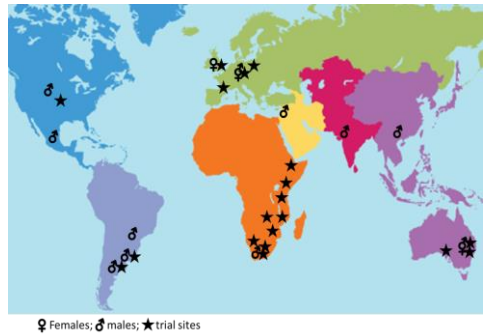 ♀ Females; ♂ males; ★ trial sites